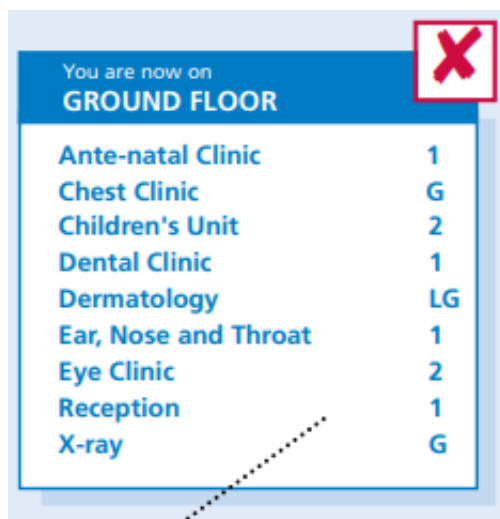 You are now on
GROUND FLOOR
Ante-natal Clinic 1
Chest Clinic G
Children's Unit 2
Dental Clinic 1
Dermatology LG
Ear, Nose and Throat 1
Eye Clinic 2
Reception 1
X-ray G